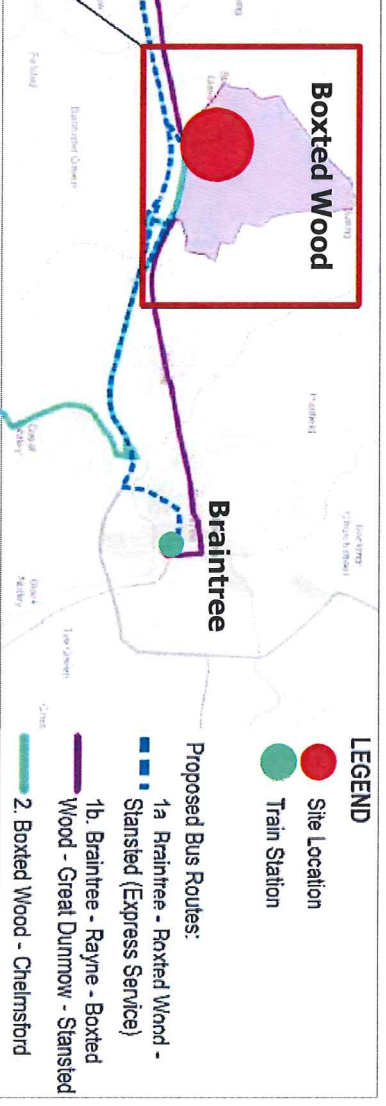 Boxted Wood
Braintree
LEGEND
Site Location
Train Station
Proposed Bus Routes:
1a Braintree - Boxted Wood -
Stansted (Express Service)
1b. Braintree - Rayne - Boxted
Wood - Great Dunmow - Stansted
2. Boxted Wood - Chelmsford